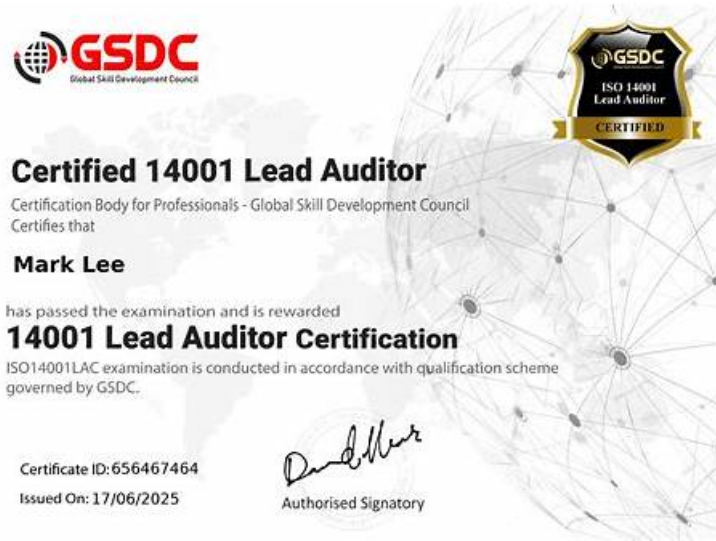 GSDC
Global Skill Development Council
GSDC
ISO 14001
Lead Auditor
CERTIFIED
Certified 14001 Lead Auditor
Certification Body for Professionals - Global Skill Development Council
Certifies that
Mark Lee
has passed the examination and is rewarded
14001 Lead Auditor Certification
ISO14001LAC examination is conducted in accordance with qualification scheme
governed by GSDC.
Certificate ID: 656467464
Issued On: 17/06/2025
Authorised Signatory